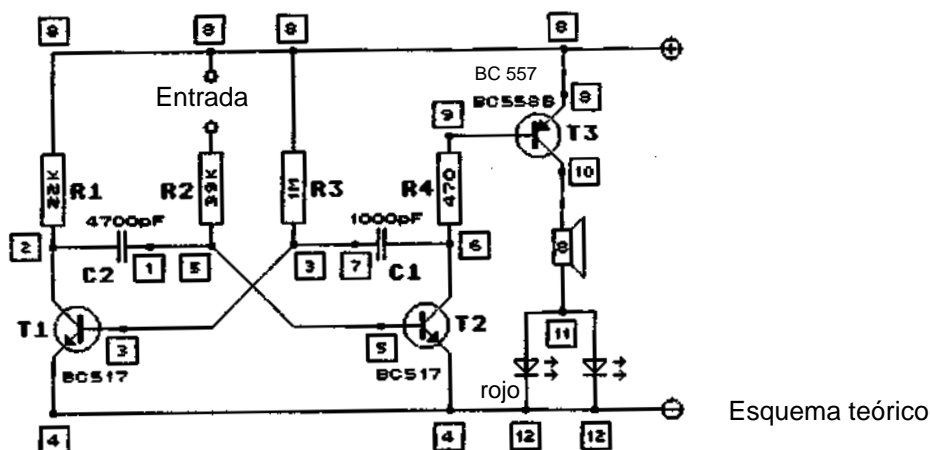 8 8 8 8
BC 557
Entrada
BC558B 8
9
T3
10
22K R1
39K R2
1M R3
R4 470
4700pF
1000pF
2
1 5
3 7
6
8
C2
C1
T1
T2
3
5
11
BC517
BC517
rojo
Esquema teórico
4
4
12 12